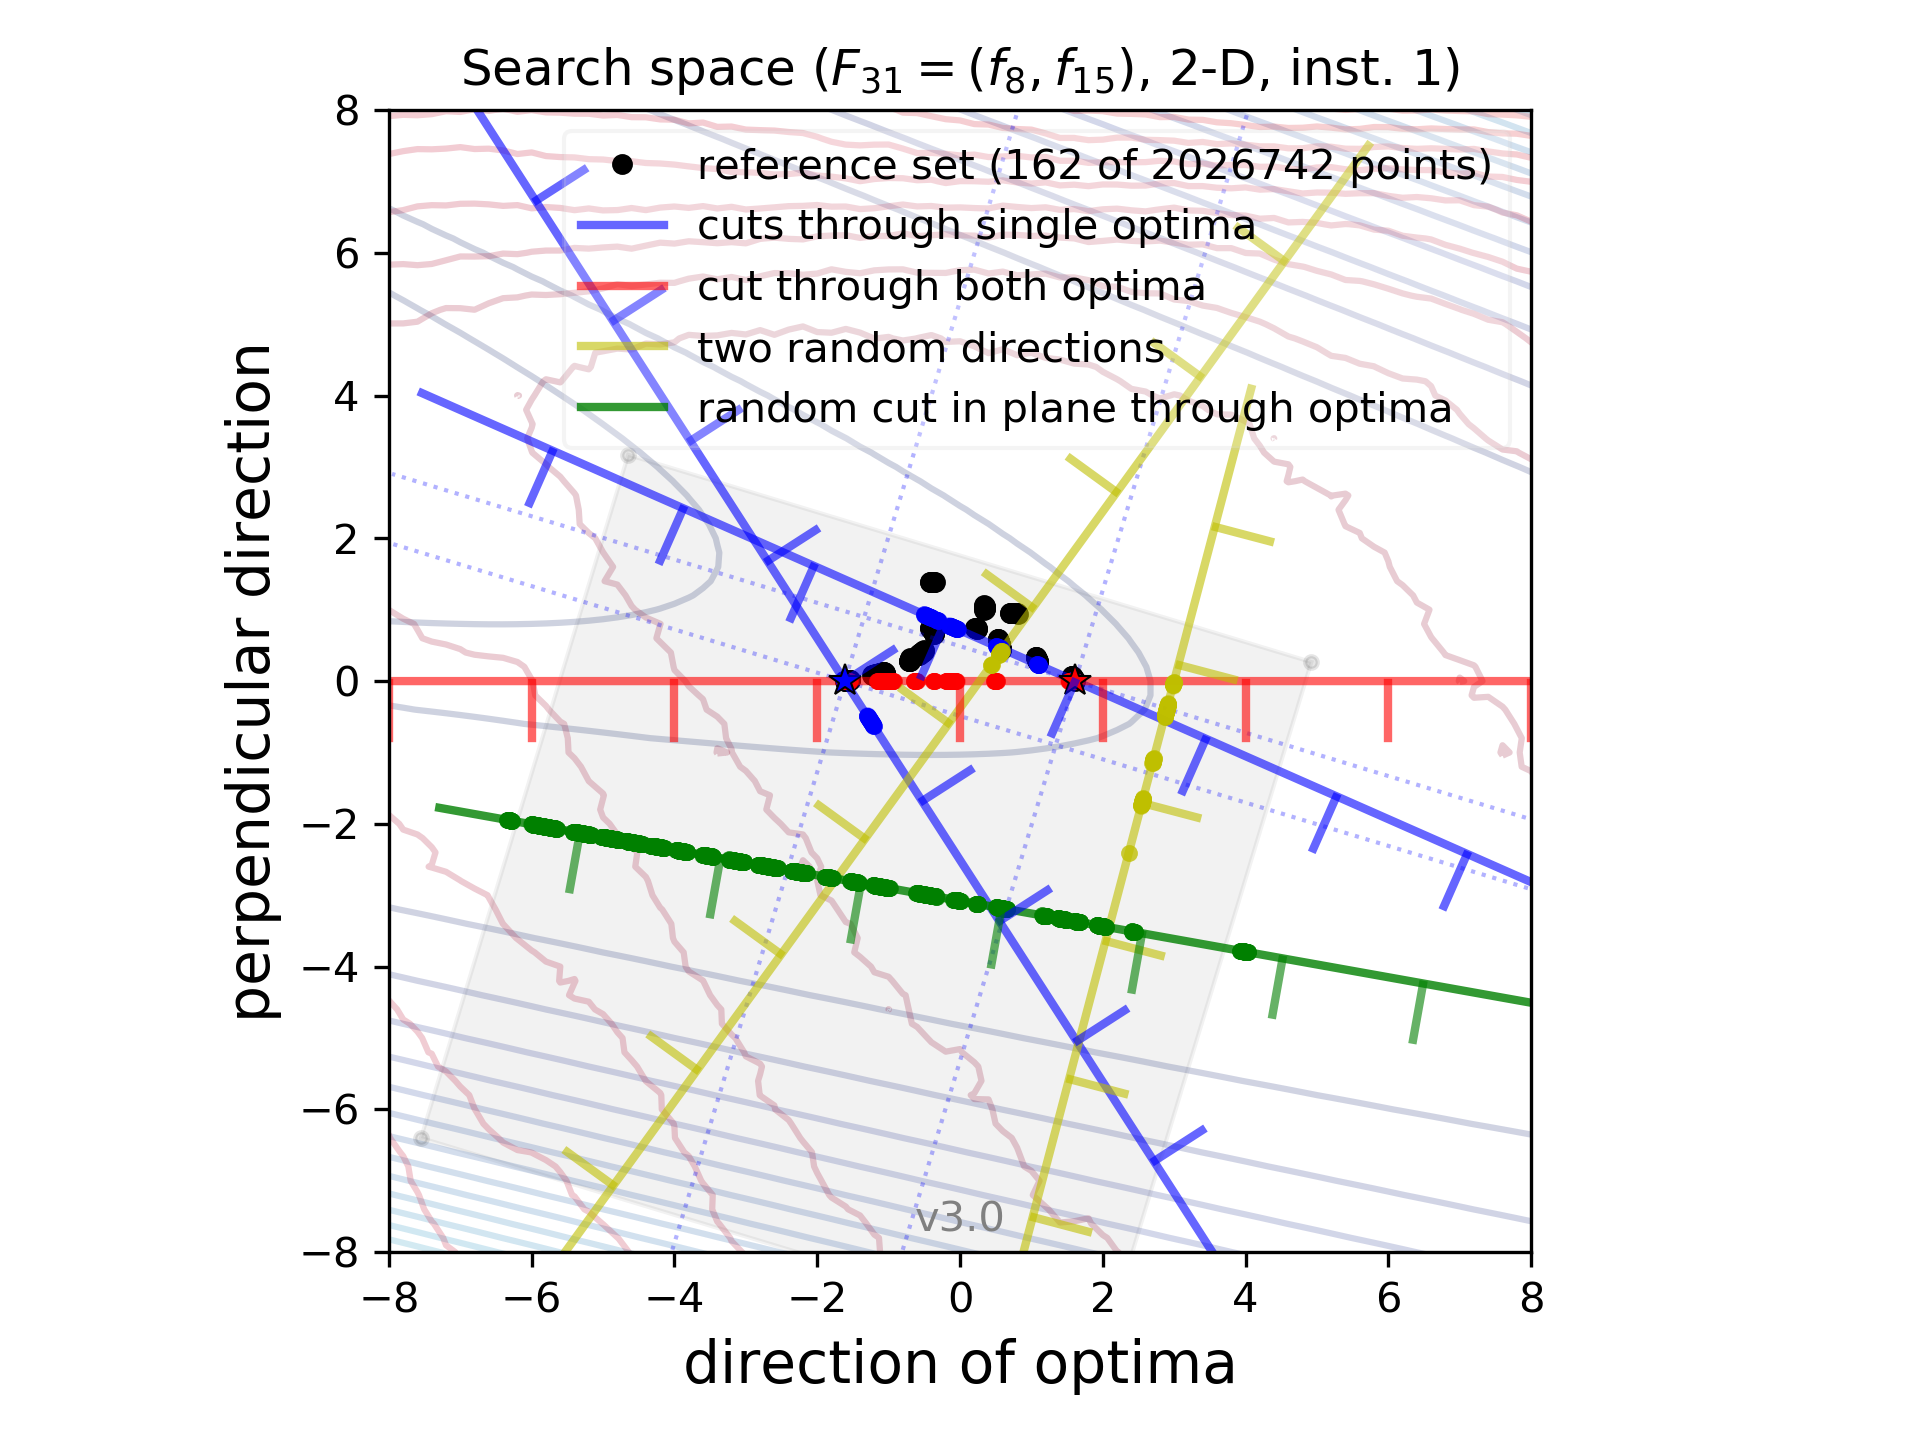 Search space (F31 = (f8, f15), 2-D, inst. 1)
reference set (162 of 2026742 points)
cuts through single optima
cut through both optima
two random directions
random cut in plane through optima
perpendicular direction
8
6
4
2
0
−2
−4
−6
−8
v3.0
−8 −6 −4 −2 0 2 4 6 8
direction of optima